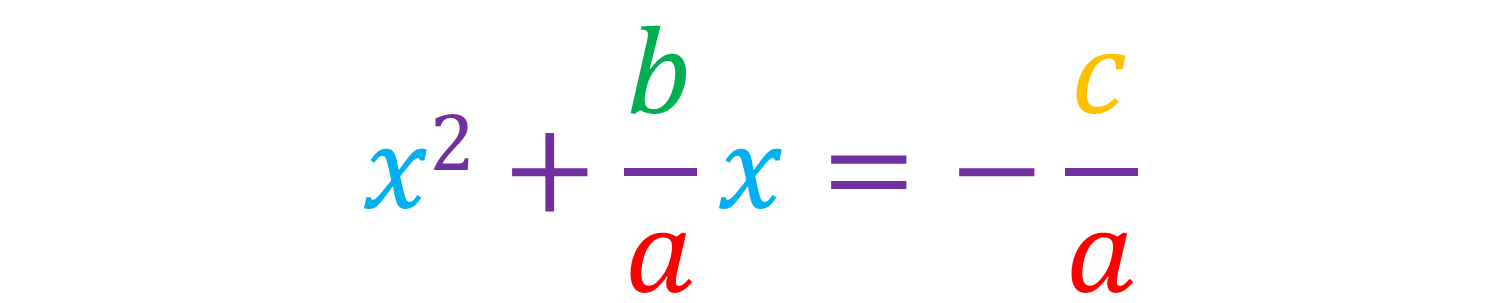 x² + b/a x = − c/a